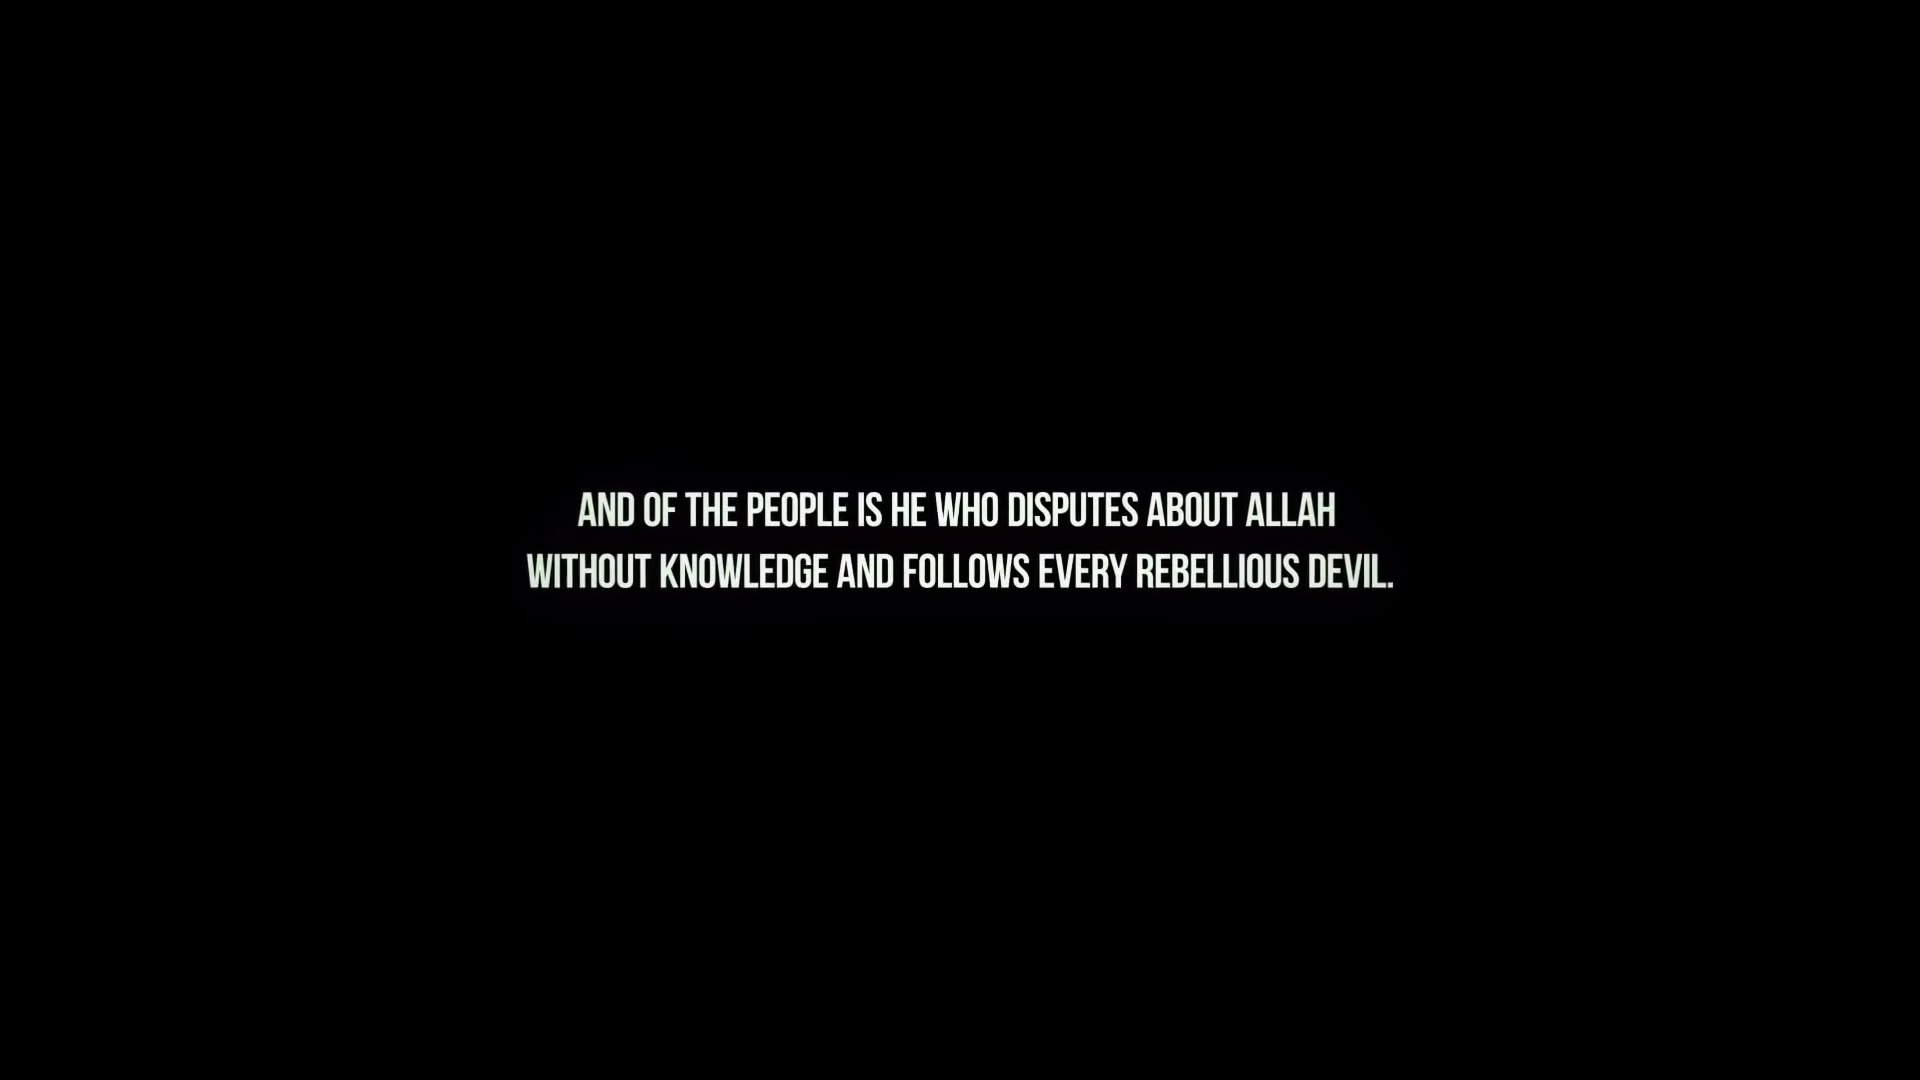 AND OF THE PEOPLE IS HE WHO DISPUTES ABOUT ALLAH
WITHOUT KNOWLEDGE AND FOLLOWS EVERY REBELLIOUS DEVIL.